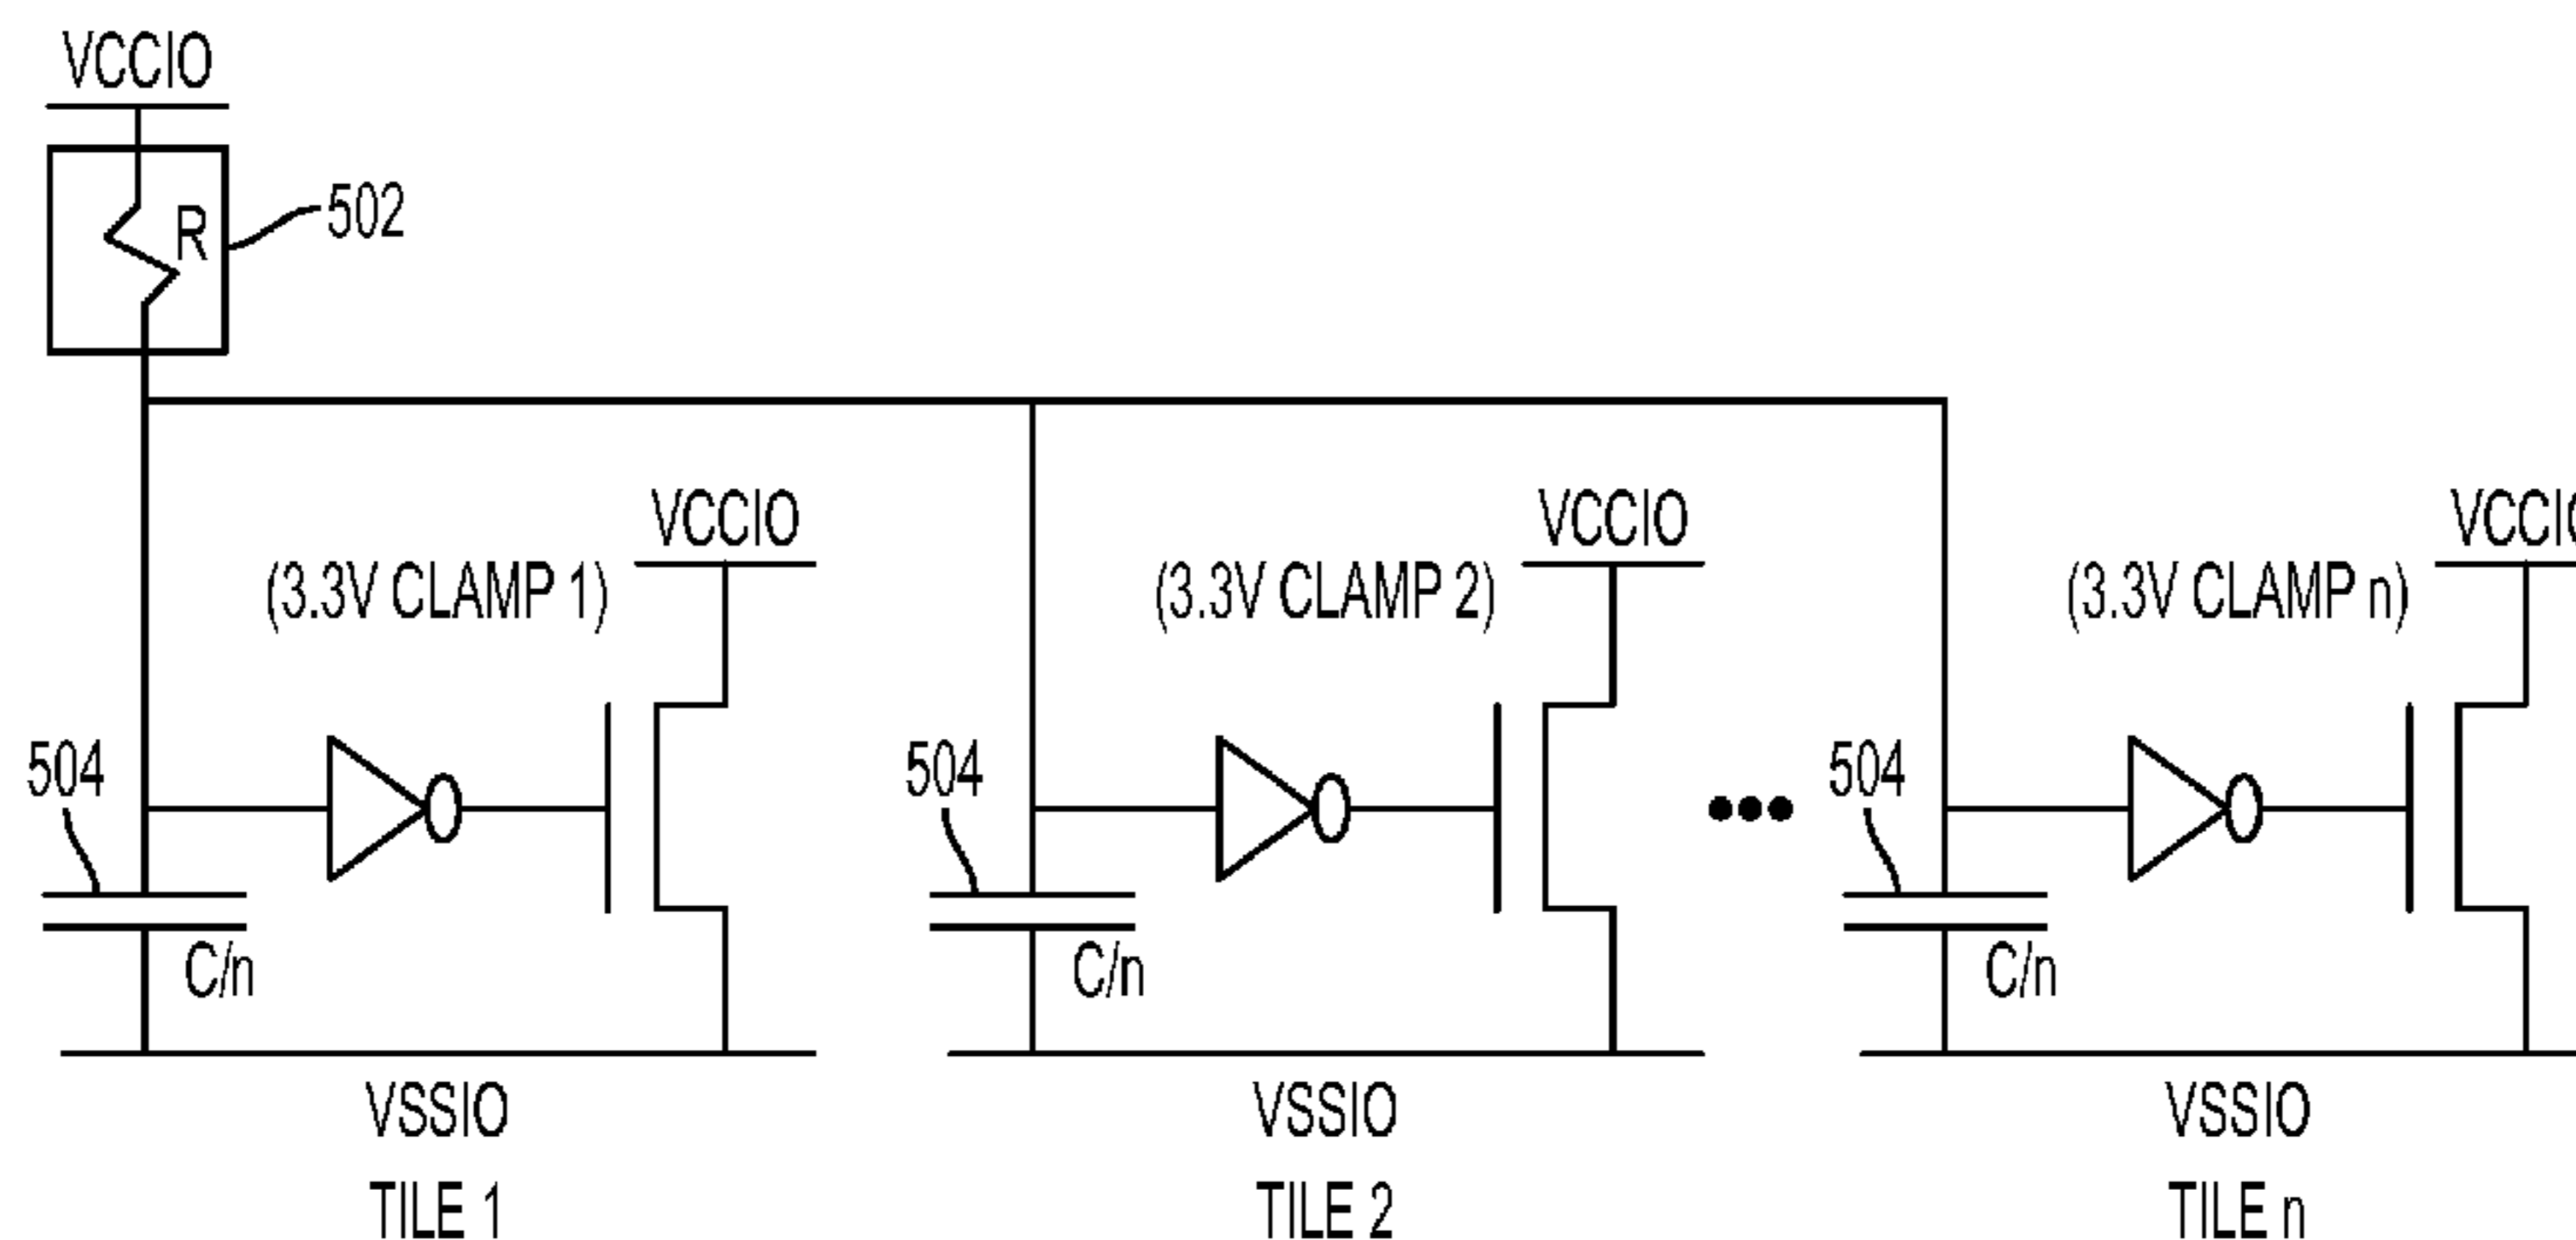 VCCIO
R
502
VCCIO
VCCIO
(3.3V CLAMP 1)
(3.3V CLAMP 2)
(3.3V CLAMP n)
504
504
504
C/n
C/n
C/n
VSSIO
VSSIO
VSSIO
TILE 1
TILE 2
TILE n